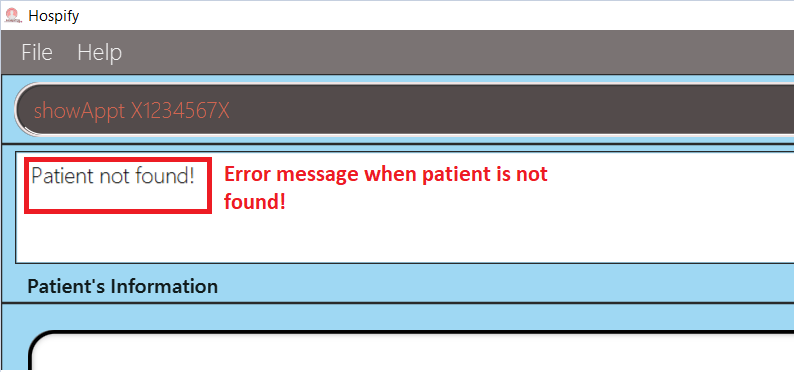 Hospify
File Help
showAppt X1234567X
Patient not found!
Error message when patient is not
found!
Patient's Information